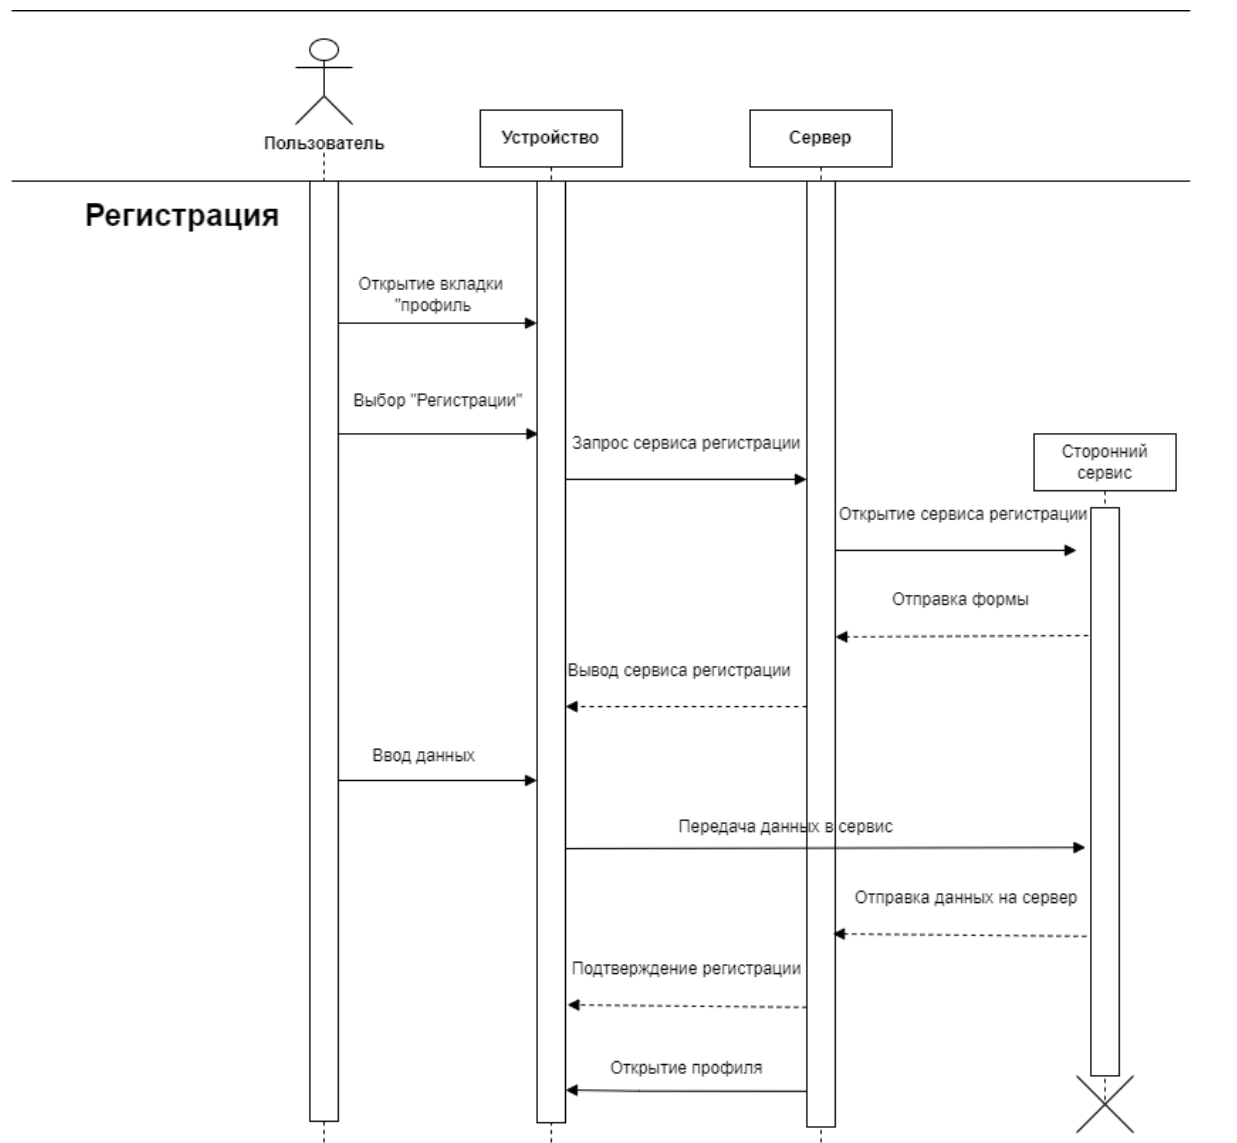 Пользователь
Устройство
Сервер
Регистрация
Открытие вкладки
"профиль
Выбор "Регистрации"
Запрос сервиса регистрации
Сторонний
сервис
Открытие сервиса регистрации
Отправка формы
Вывод сервиса регистрации
Ввод данных
Передача данных в сервис
Отправка данных на сервер
Подтверждение регистрации
Открытие профиля